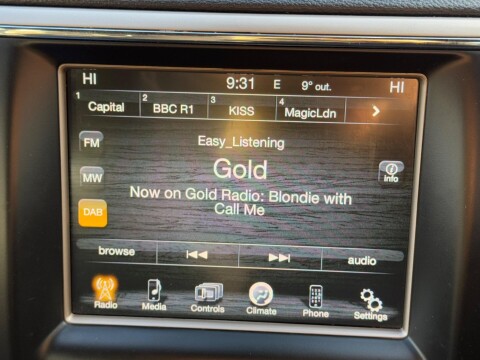 HI 9:31 E 9° out. HI
1 Capital 2 BBC R1 3 KISS 4 MagicLdn >
Easy_Listening
FM
Gold
info
MW
Now on Gold Radio: Blondie with
Call Me
DAB
browse audio
Radio Media Controls Climate Phone Settings